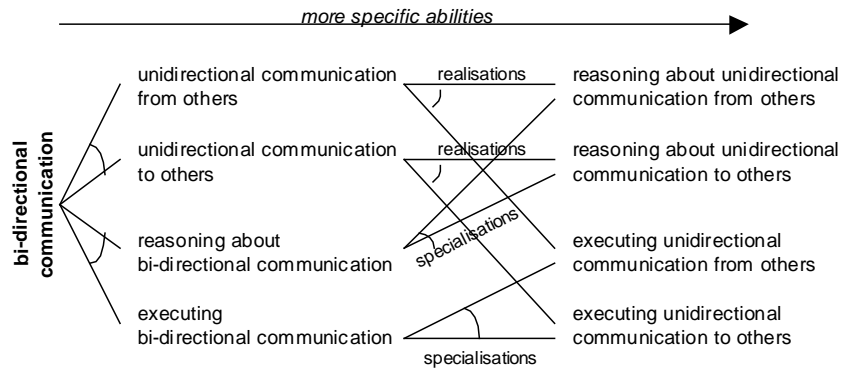 more specific abilities
unidirectional communication
from others
realisations
reasoning about unidirectional
communication from others
bi-directional
communication
unidirectional communication
to others
realisations
reasoning about unidirectional
communication to others
reasoning about
bi-directional communication
specialisations
executing unidirectional
communication from others
executing
bi-directional communication
specialisations
executing unidirectional
communication to others